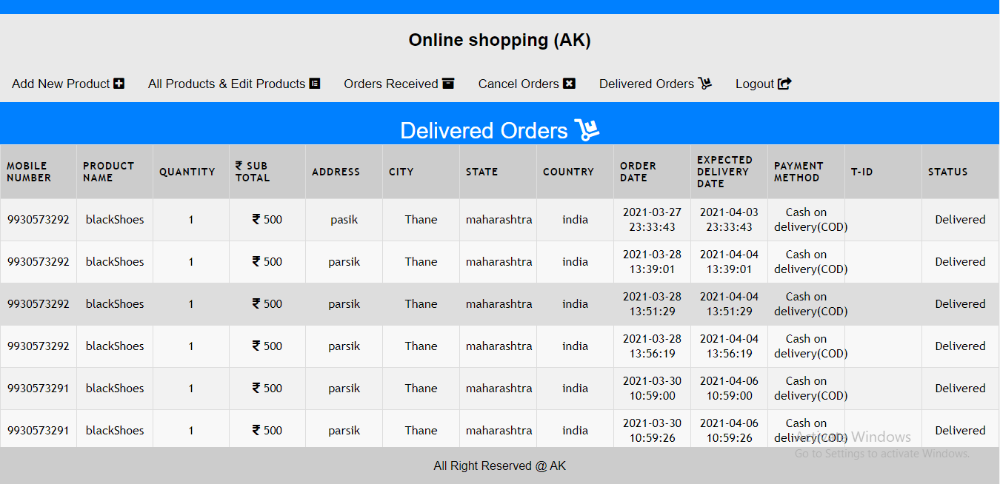 Online shopping (AK)
Add New Product All Products & Edit Products Orders Received Cancel Orders Delivered Orders Logout
Delivered Orders
MOBILE NUMBER PRODUCT NAME QUANTITY ₹ SUB TOTAL ADDRESS CITY STATE COUNTRY ORDER DATE EXPECTED DELIVERY DATE PAYMENT METHOD T-ID STATUS
9930573292 blackShoes 1 ₹ 500 pasik Thane maharashtra india 2021-03-27 23:33:43 2021-04-03 23:33:43 Cash on delivery(COD) Delivered
9930573292 blackShoes 1 ₹ 500 parsik Thane maharashtra india 2021-03-28 13:39:01 2021-04-04 13:39:01 Cash on delivery(COD) Delivered
9930573292 blackShoes 1 ₹ 500 parsik Thane maharashtra india 2021-03-28 13:51:29 2021-04-04 13:51:29 Cash on delivery(COD) Delivered
9930573292 blackShoes 1 ₹ 500 parsik Thane maharashtra india 2021-03-28 13:56:19 2021-04-04 13:56:19 Cash on delivery(COD) Delivered
9930573291 blackShoes 1 ₹ 500 parsik Thane maharashtra india 2021-03-30 10:59:00 2021-04-06 10:59:00 Cash on delivery(COD) Delivered
9930573291 blackShoes 1 ₹ 500 parsik Thane maharashtra india 2021-03-30 10:59:26 2021-04-06 10:59:26 Cash on delivery(COD) Delivered
Activate Windows
Go to Settings to activate Windows.
All Right Reserved @ AK